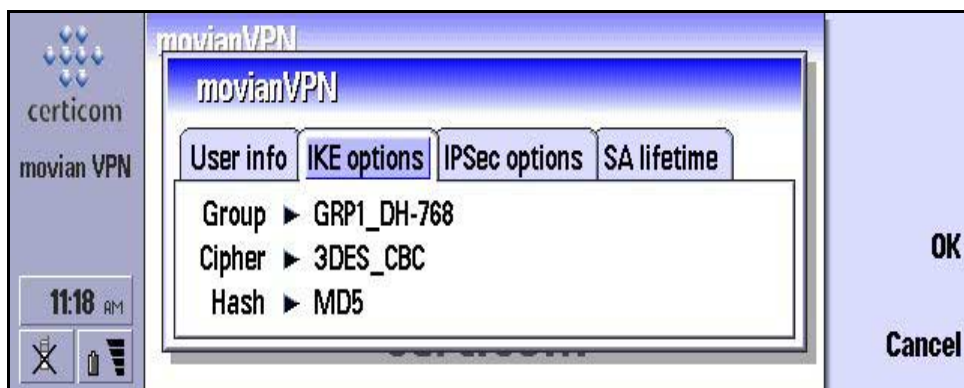 certicom
movian VPN
11:18 AM
movianVPN
movianVPN
User info
IKE options
IPSec options
SA lifetime
Group ► GRP1_DH-768
Cipher ► 3DES_CBC
Hash ► MD5
OK
Cancel